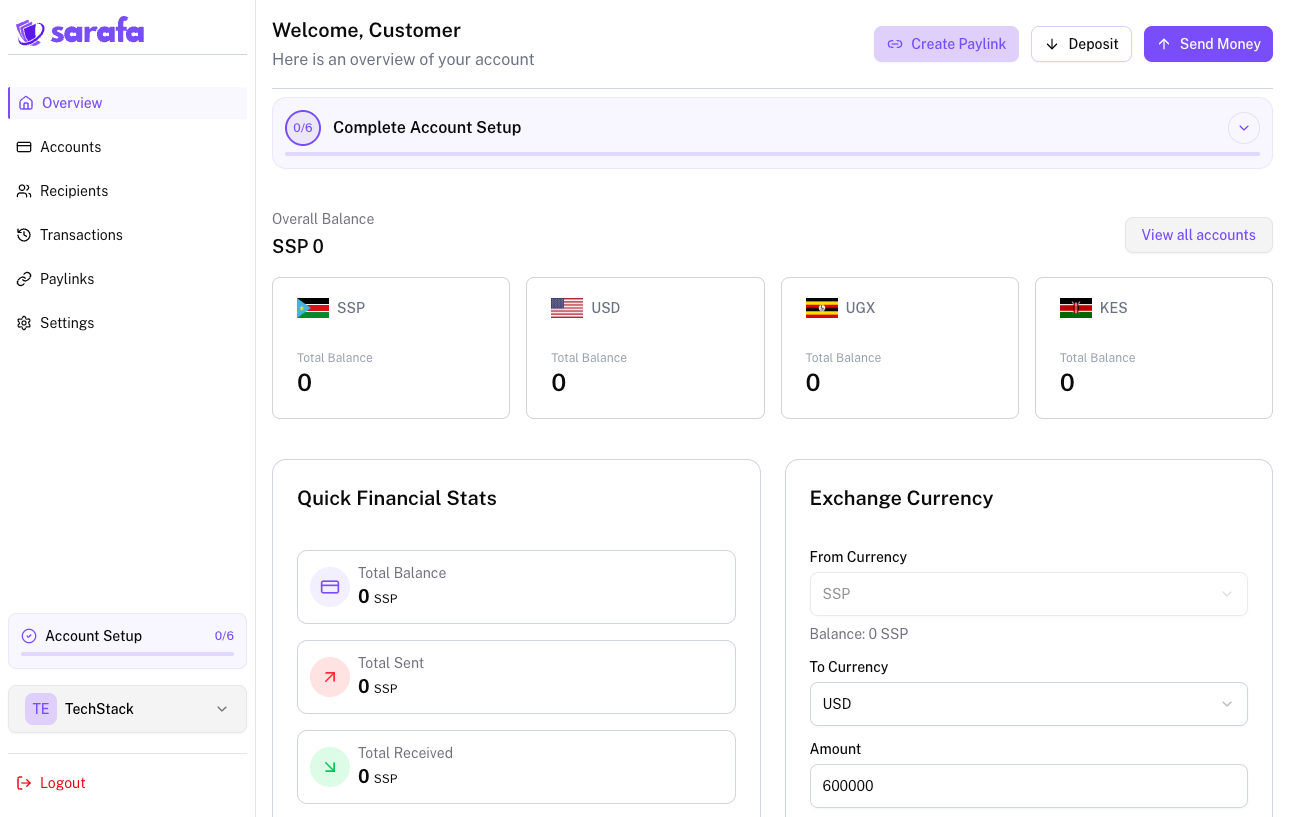 sarafa
Overview
Accounts
Recipients
Transactions
Paylinks
Settings
Account Setup 0/6
TE TechStack
Logout
Welcome, Customer
Here is an overview of your account
Create Paylink Deposit Send Money
0/6 Complete Account Setup
Overall Balance
SSP 0
View all accounts
SSP
Total Balance
0
USD
Total Balance
0
UGX
Total Balance
0
KES
Total Balance
0
Quick Financial Stats
Total Balance
0 SSP
Total Sent
0 SSP
Total Received
0 SSP
Exchange Currency
From Currency
SSP
Balance: 0 SSP
To Currency
USD
Amount
600000